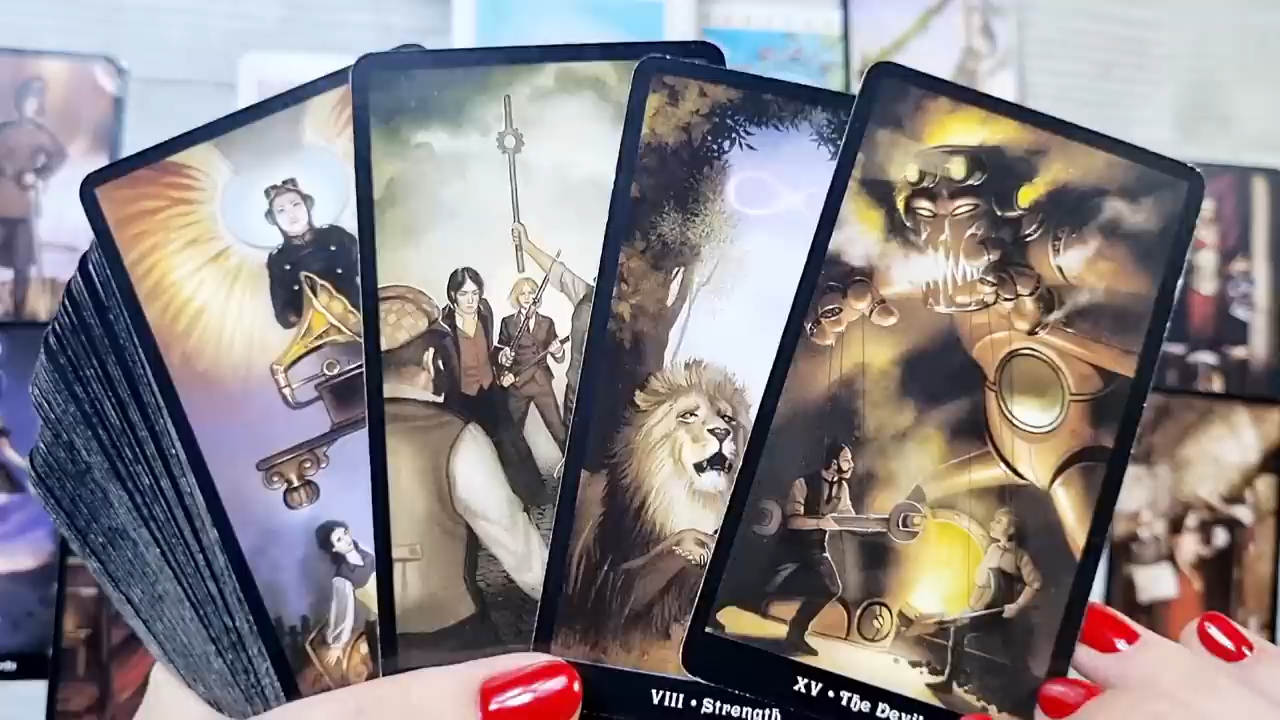 VIII • Strength
XV • The Devil